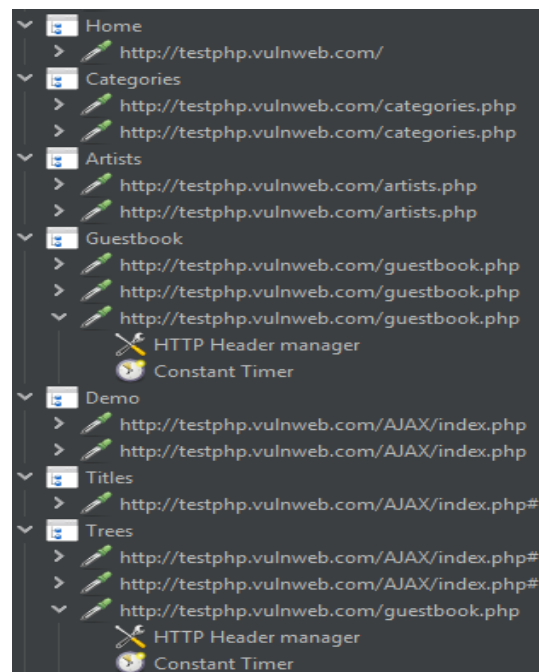 Home
http://testphp.vulnweb.com/
Categories
http://testphp.vulnweb.com/categories.php
http://testphp.vulnweb.com/categories.php
Artists
http://testphp.vulnweb.com/artists.php
http://testphp.vulnweb.com/artists.php
Guestbook
http://testphp.vulnweb.com/guestbook.php
http://testphp.vulnweb.com/guestbook.php
http://testphp.vulnweb.com/guestbook.php
HTTP Header manager
Constant Timer
Demo
http://testphp.vulnweb.com/AJAX/index.php
http://testphp.vulnweb.com/AJAX/index.php
Titles
http://testphp.vulnweb.com/AJAX/index.php#
Trees
http://testphp.vulnweb.com/AJAX/index.php#
http://testphp.vulnweb.com/AJAX/index.php#
http://testphp.vulnweb.com/guestbook.php
HTTP Header manager
Constant Timer